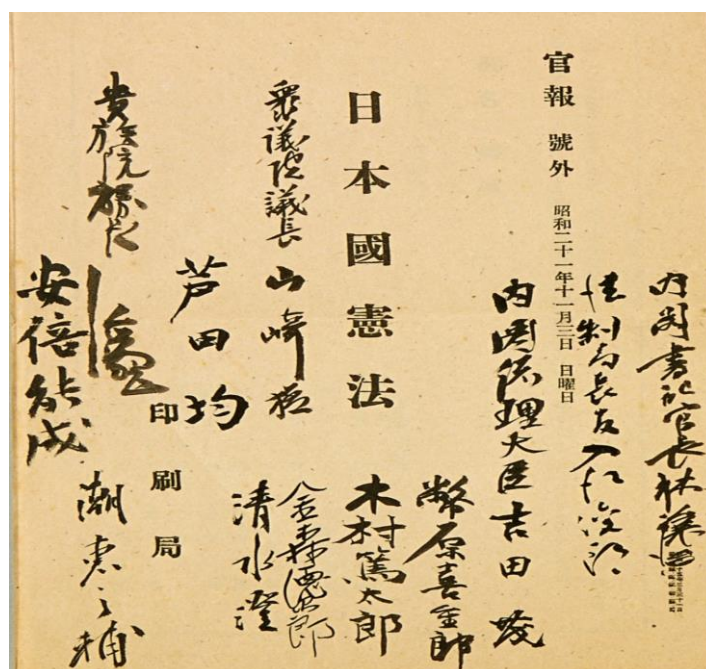 内閣書記官長林讓治
法制局長官入江俊郎
官報 號外 昭和二十一年十一月三日 日曜日
内閣総理大臣吉田茂
幣原喜重郎
日本國憲法
木村篤太郎
衆議院議長 山崎猛
金森德次郎
清水澄
芦田均
印刷局
貴族院議長
潮恵之輔
安倍能成